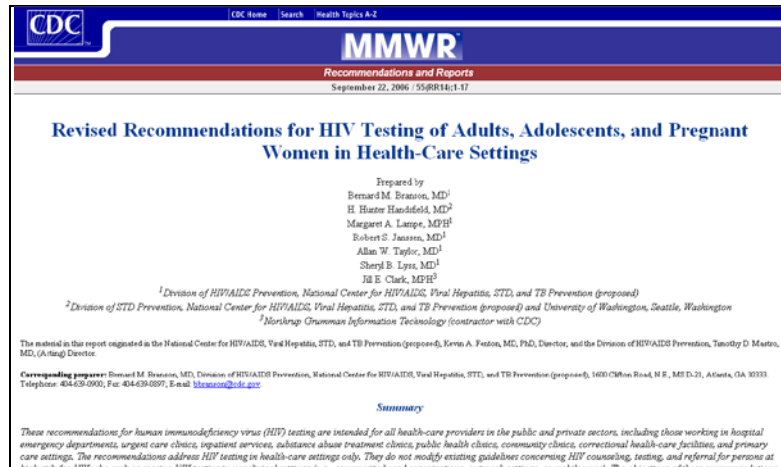 CDC
CDC Home Search Health Topics A-Z
MMWR
Recommendations and Reports
September 22, 2006 / 55(RR14);1-17
Revised Recommendations for HIV Testing of Adults, Adolescents, and Pregnant
Women in Health-Care Settings
Prepared by
Bernard M. Branson, MD1
H. Hunter Handsfield, MD2
Margaret A. Lampe, MPH1
Robert S. Janssen, MD1
Allan W. Taylor, MD1
Sheryl B. Lyss, MD1
Jill E. Clark, MPH3
1Division of HIV/AIDS Prevention, National Center for HIV/AIDS, Viral Hepatitis, STD, and TB Prevention (proposed)
2Division of STD Prevention, National Center for HIV/AIDS, Viral Hepatitis, STD, and TB Prevention (proposed) and University of Washington, Seattle, Washington
3Northrup Grumman Information Technology (contractor with CDC)
The material in this report originated in the National Center for HIV/AIDS, Viral Hepatitis, STD, and TB Prevention (proposed), Kevin A. Fenton, MD, PhD, Director; and the Division of HIV/AIDS Prevention, Timothy D. Mastro,
MD, (Acting) Director.
Corresponding preparer: Bernard M. Branson, MD, Division of HIV/AIDS Prevention, National Center for HIV/AIDS, Viral Hepatitis, STD, and TB Prevention (proposed), 1600 Clifton Road, N.E., MS D-21, Atlanta, GA 30333.
Telephone: 404-639-0900; Fax: 404-639-0897; E-mail: bbranson@cdc.gov.
Summary
These recommendations for human immunodeficiency virus (HIV) testing are intended for all health-care providers in the public and private sectors, including those working in hospital
emergency departments, urgent care clinics, inpatient services, substance abuse treatment clinics, public health clinics, community clinics, correctional health-care facilities, and primary
care settings. The recommendations address HIV testing in health-care settings only. They do not modify existing guidelines concerning HIV counseling, testing, and referral for persons at